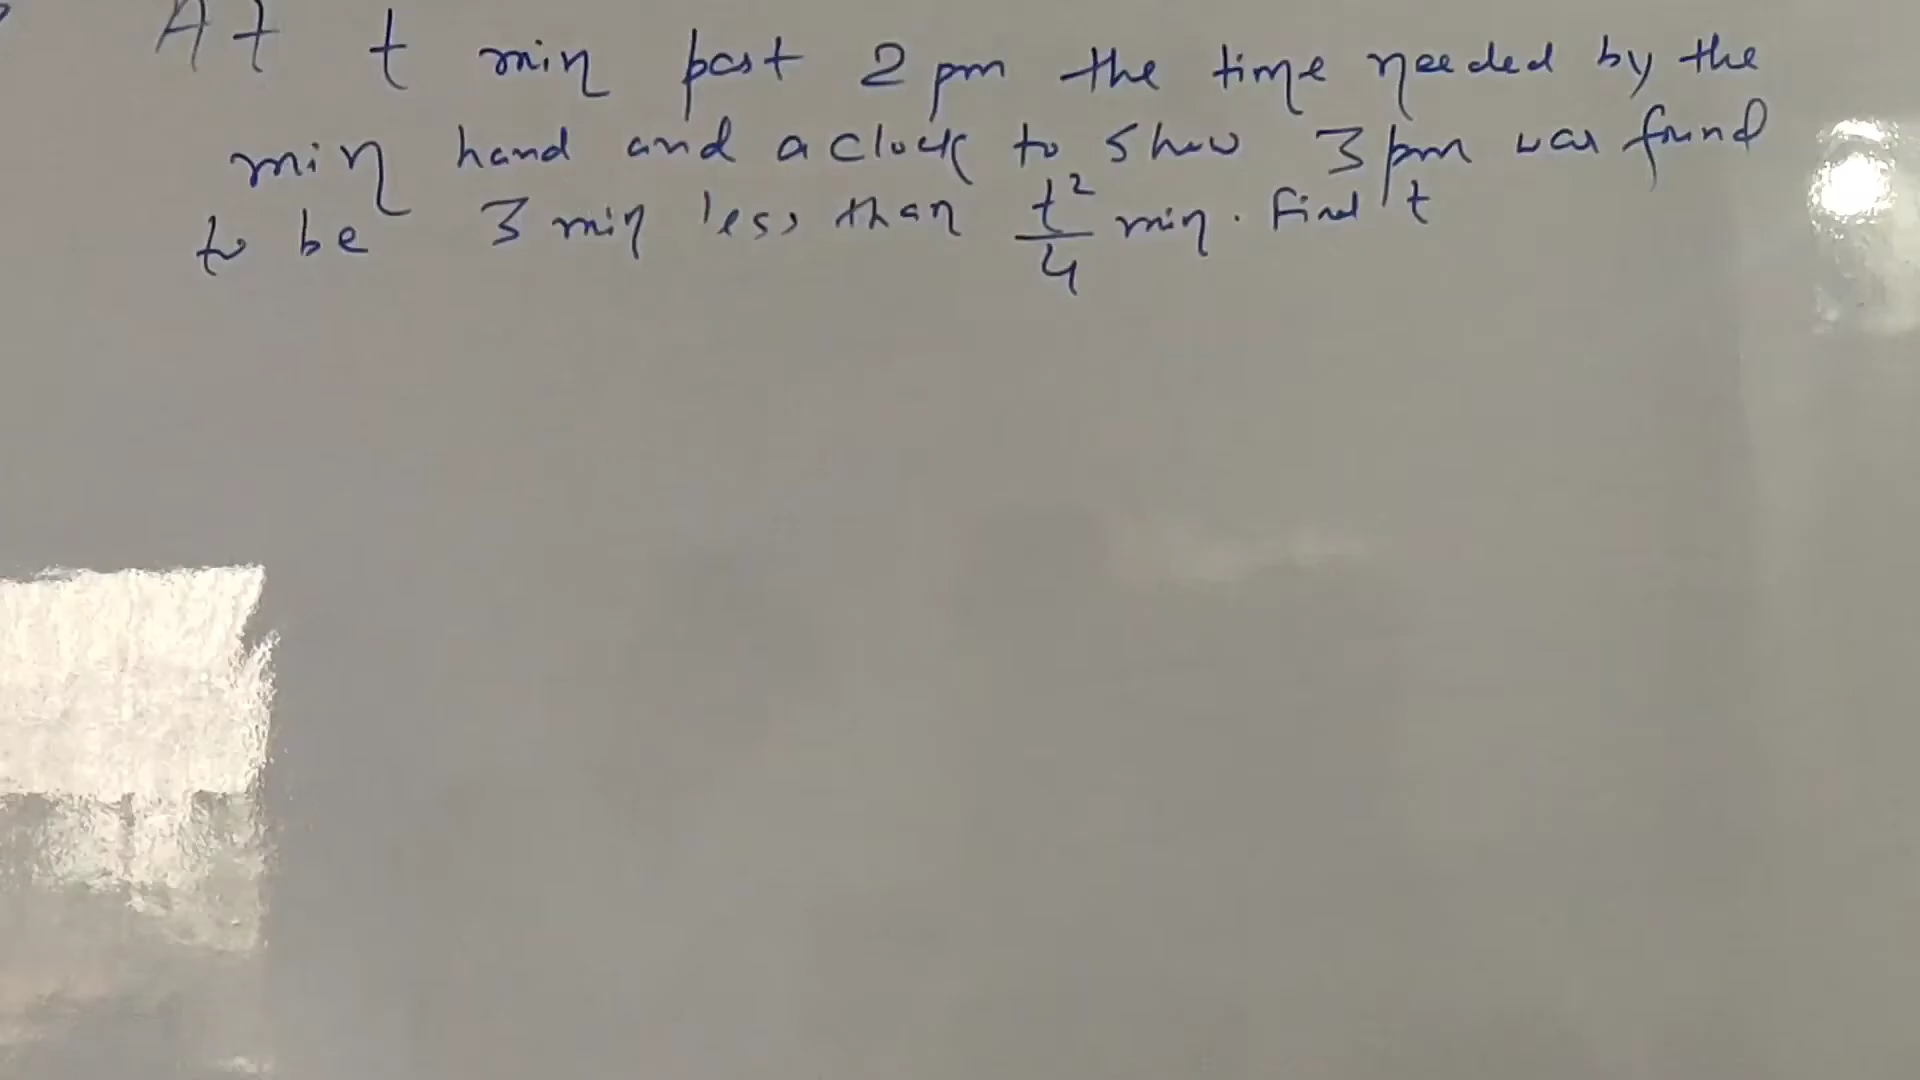 At t min past 2 pm the time needed by the
min hand and a clock to show 3 pm was found
to be 3 min less than t²/4 min. Find t